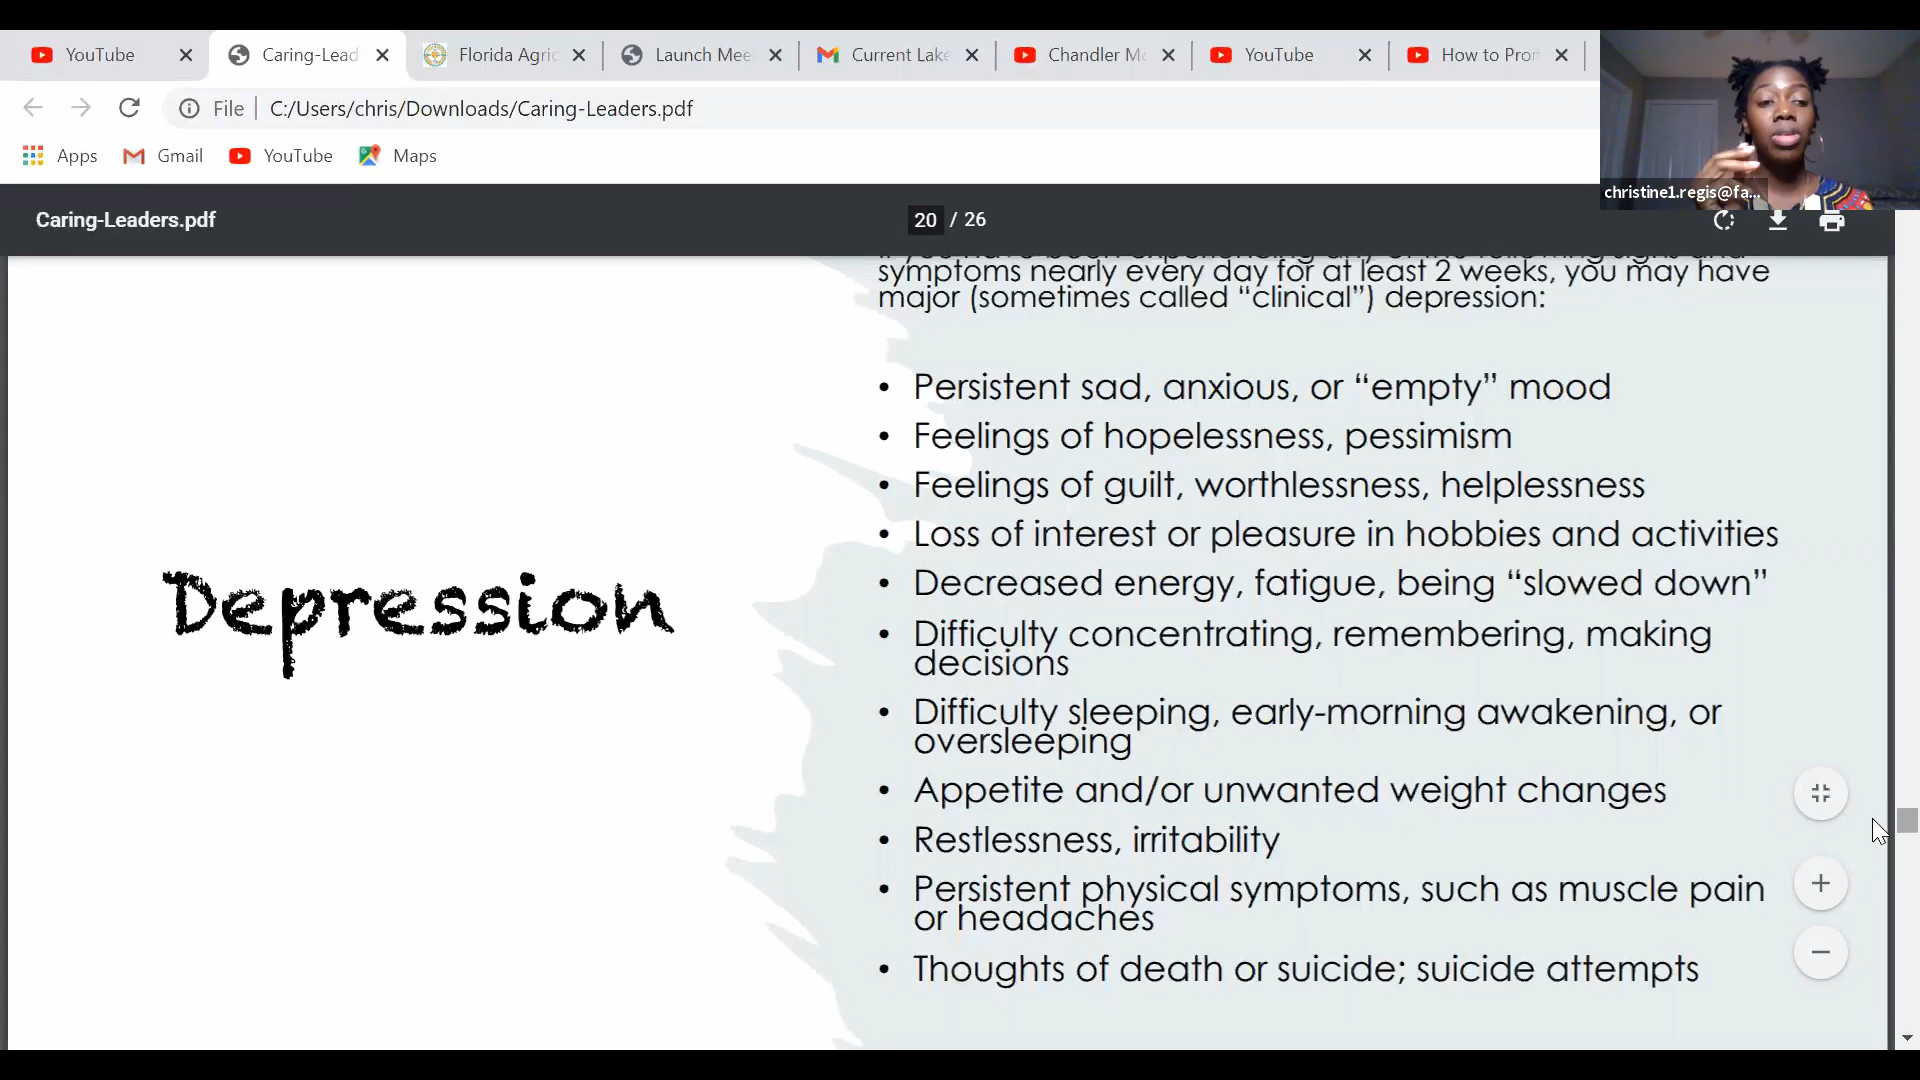 YouTube
Caring-Lead
Florida Agric
Launch Mee
Current Lake
Chandler Mc
YouTube
How to Pron
File
C:/Users/chris/Downloads/Caring-Leaders.pdf
Apps
Gmail
YouTube
Maps
christine1.regis@fa...
Caring-Leaders.pdf
20 / 26
symptoms nearly every day for at least 2 weeks, you may have
major (sometimes called “clinical”) depression:
Depression
• Persistent sad, anxious, or “empty” mood
• Feelings of hopelessness, pessimism
• Feelings of guilt, worthlessness, helplessness
• Loss of interest or pleasure in hobbies and activities
• Decreased energy, fatigue, being “slowed down”
• Difficulty concentrating, remembering, making
decisions
• Difficulty sleeping, early-morning awakening, or
oversleeping
• Appetite and/or unwanted weight changes
• Restlessness, irritability
• Persistent physical symptoms, such as muscle pain
or headaches
• Thoughts of death or suicide; suicide attempts